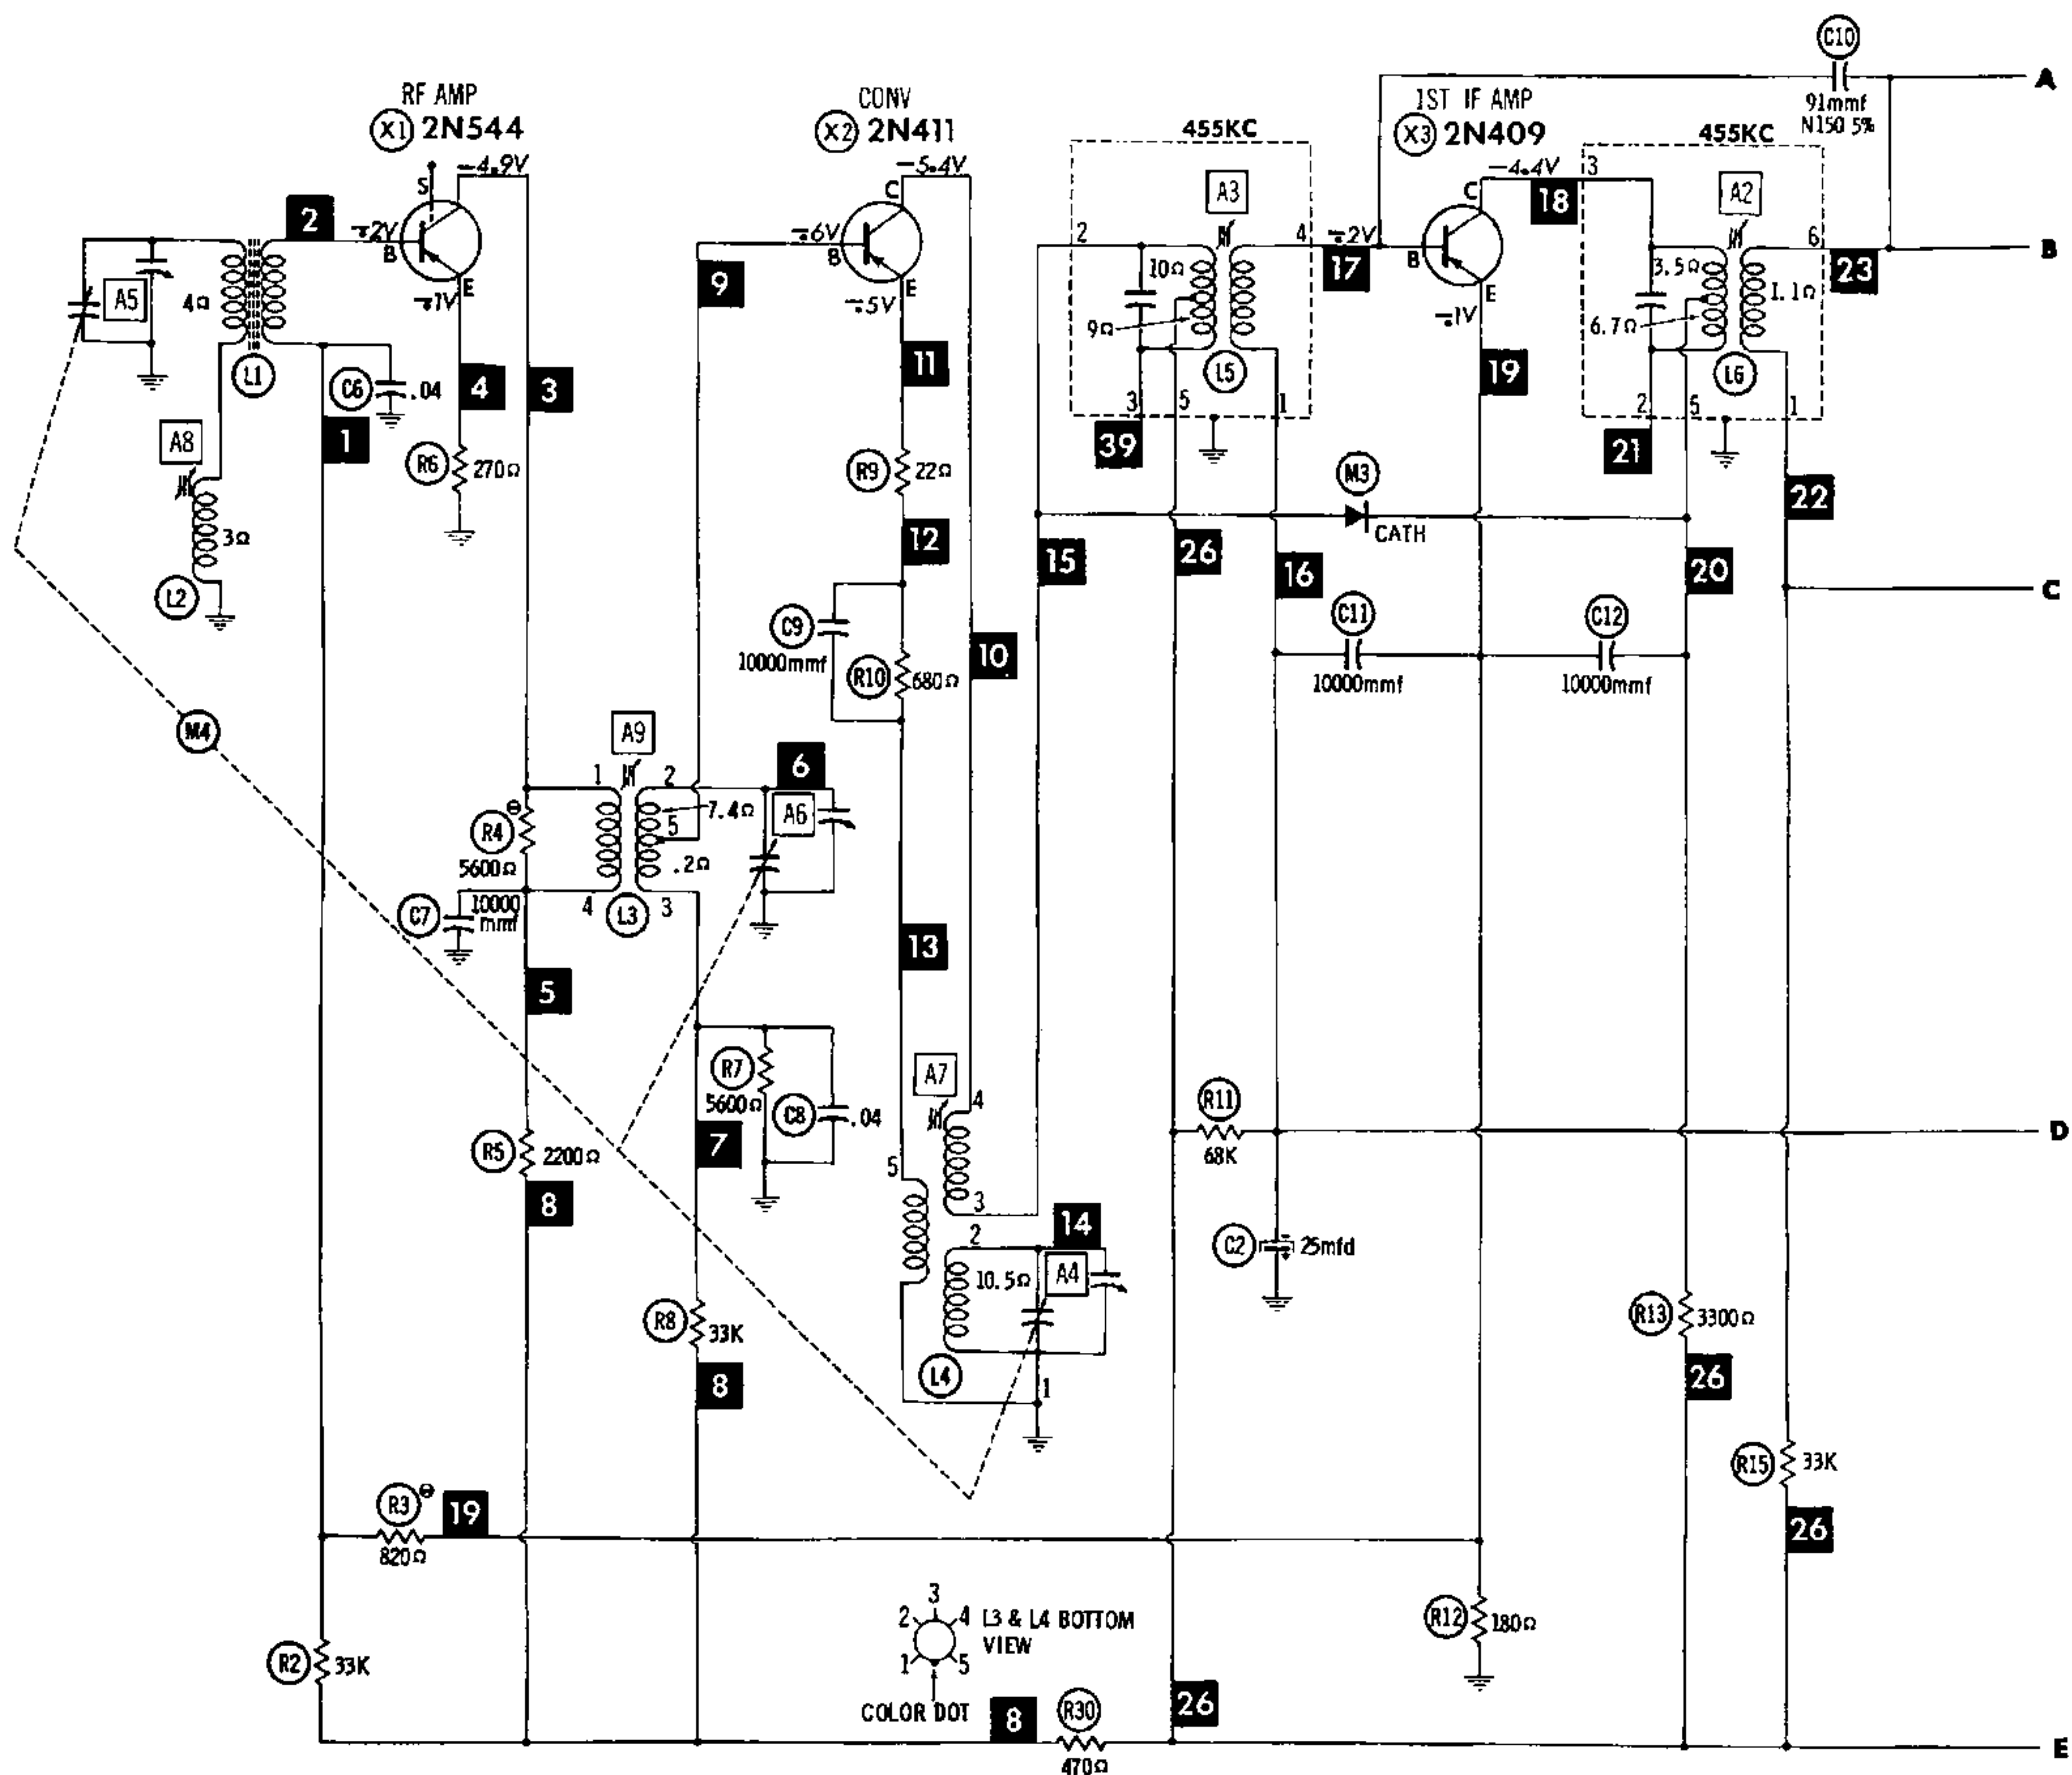 C10
A
91mmf
N150 5%
RF AMP
X1 2N544
CONV
X2 2N411
1ST IF AMP
X3 2N409
455KC
455KC
-4.9V
-5.4V
-4.4V
3
S
C
C
A3
A2
18
2
-.2V
B
-.6V
B
2
4
-.2V
B
6
B
9
17
23
A5
4Ω
E
-.1V
E
-.5V
10Ω
9Ω
E
-.1V
3.5Ω
6.7Ω
1.1Ω
L1
C6
.04
4
3
11
L5
19
L6
3
5
1
2
5
1
1
39
21
A8
R6
270Ω
R9
22Ω
M3
CATH
22
3Ω
12
15
26
16
20
L2
C
C9
10000mmf
R10
680Ω
10
C11
10000mmf
C12
10000mmf
M4
A9
1
2
6
R4
5600Ω
7.4Ω
5
.2Ω
A6
C7
10000
mmf
4
L3
3
13
5
R7
5600Ω
C8
.04
A7
4
R11
68K
D
R5
2200Ω
7
5
8
3
14
2
C2
25mfd
10.5Ω
A4
R8
33K
R13
3300Ω
8
L4
1
26
R15
33K
R3
820Ω
19
26
3
2
4
1
5
L3 & L4 BOTTOM
VIEW
COLOR DOT
R12
180Ω
R2
33K
8
R30
470Ω
26
E